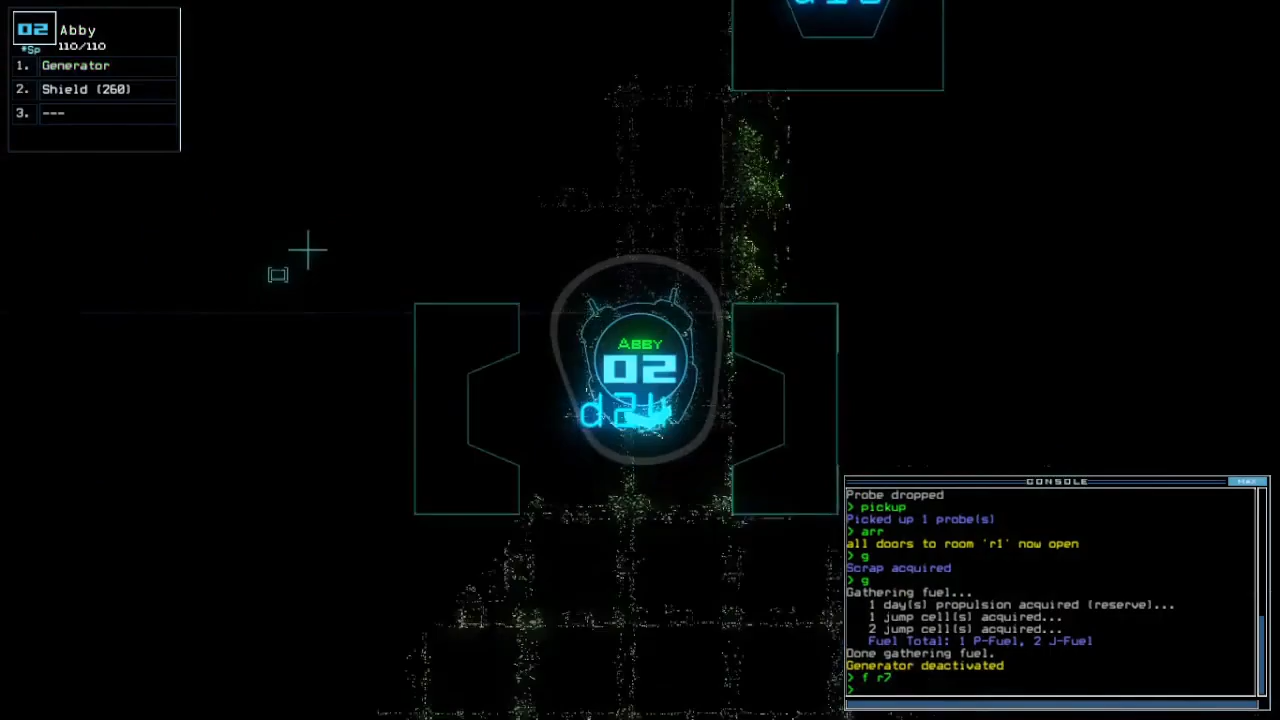 02 Abby
*Sp 110/110
1. Generator
2. Shield (260)
3. ---
ABBY
02
CONSOLE
Probe dropped
> pickup
Picked up 1 probe(s)
> arr
all doors to room 'r1' now open
> g
Scrap acquired
> g
Gathering fuel...
1 day(s) propulsion acquired (reserve)...
1 jump cell(s) acquired...
2 jump cell(s) acquired...
Fuel Total: 1 P-Fuel, 2 J-Fuel
Done gathering fuel.
Generator deactivated
> f r7
>